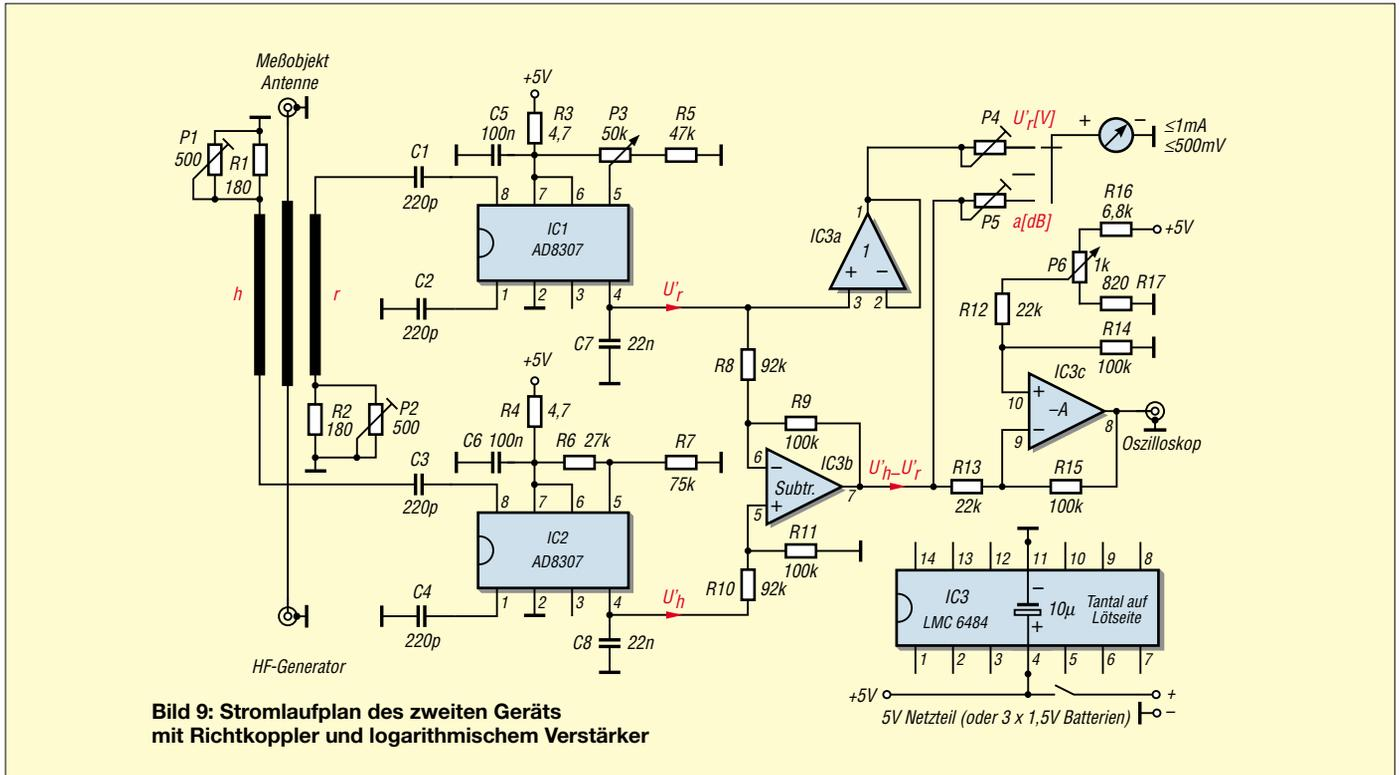 Meßobjekt
Antenne
P1
500
R1
180
h
r
R2
180
P2
500
HF-Generator
C1
220p
C2
220p
C3
220p
C4
220p
+5V
C5
100n
R3
4,7
P3
50k
R5
47k
8
7
6
5
IC1
AD8307
1
2
3
4
U'r
C7
22n
+5V
R4
4,7
C6
100n
R6
27k
R7
75k
8
7
6
5
IC2
AD8307
1
2
3
4
U'h
C8
22n
R8
92k
R9
100k
6
–
IC3b
Subtr.
+
5
7
R11
100k
R10
92k
U'h–U'r
IC3a
1
1
+
–
3
2
P4
U'r[V]
P5
a[dB]
+
–
≤1mA
≤500mV
R16
6,8k
+5V
P6
1k
820
R17
R12
22k
R14
100k
IC3c
10
+
–A
–
9
8
Oszilloskop
R13
22k
R15
100k
14
13
12
11
10
9
8
IC3
LMC 6484
–
10µ
+
Tantal auf
Lötseite
1
2
3
4
5
6
7
+5V
+
–
5V Netzteil (oder 3 x 1,5V Batterien)
Bild 9: Stromlaufplan des zweiten Geräts
mit Richtkoppler und logarithmischem Verstärker